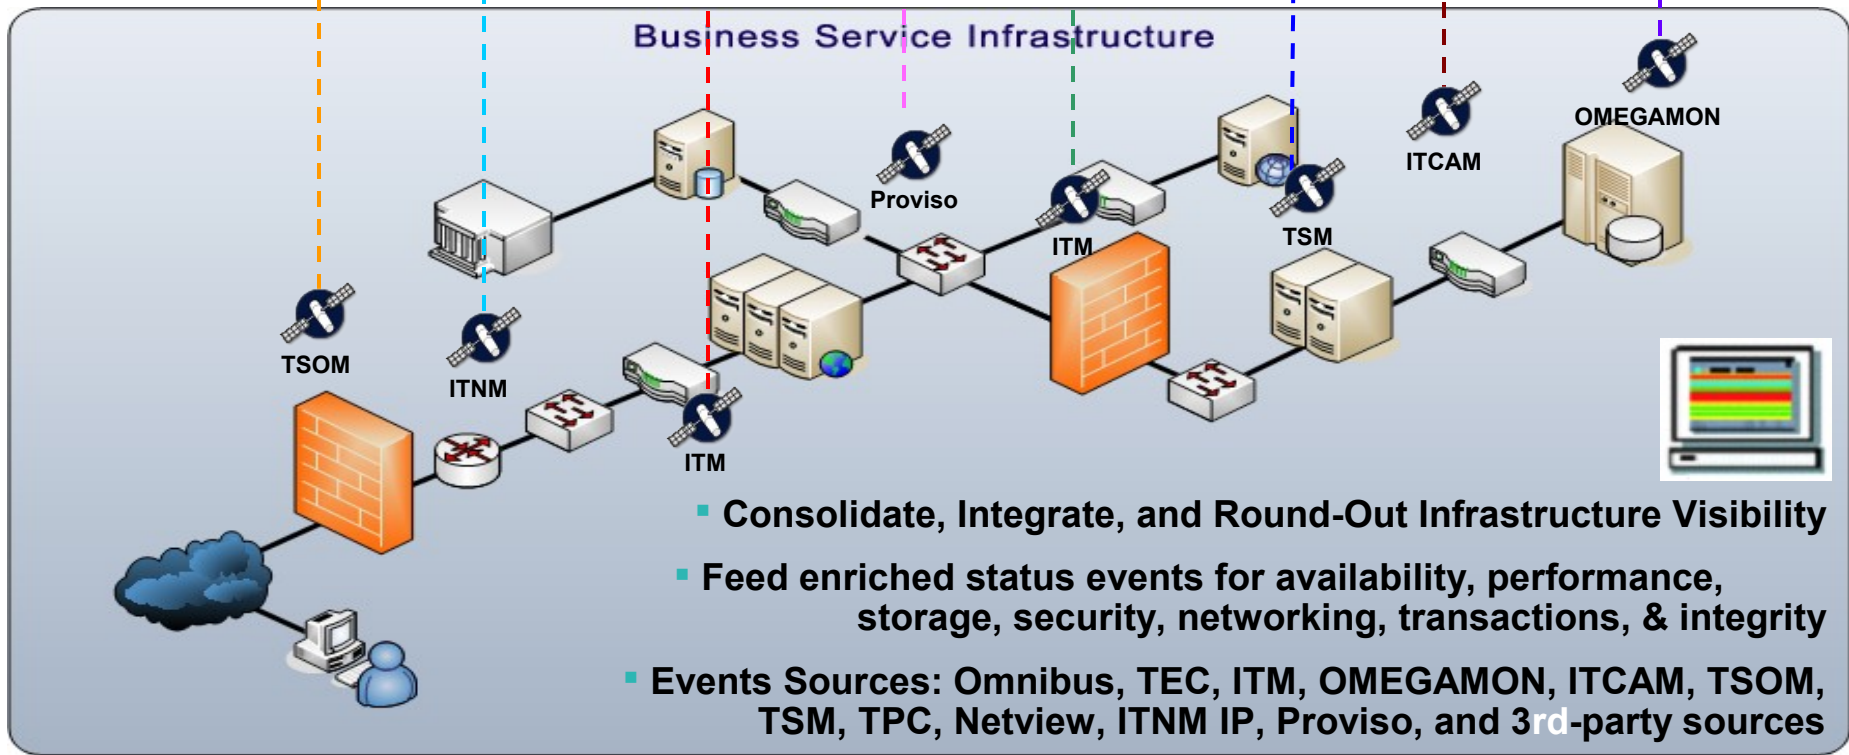 Business Service Infrastructure
OMEGAMON
ITCAM
Proviso
TSM
ITM
TSOM
ITNM
ITM
▪ Consolidate, Integrate, and Round-Out Infrastructure Visibility
▪ Feed enriched status events for availability, performance,
storage, security, networking, transactions, & integrity
▪ Events Sources: Omnibus, TEC, ITM, OMEGAMON, ITCAM, TSOM,
TSM, TPC, Netview, ITNM IP, Proviso, and 3rd-party sources